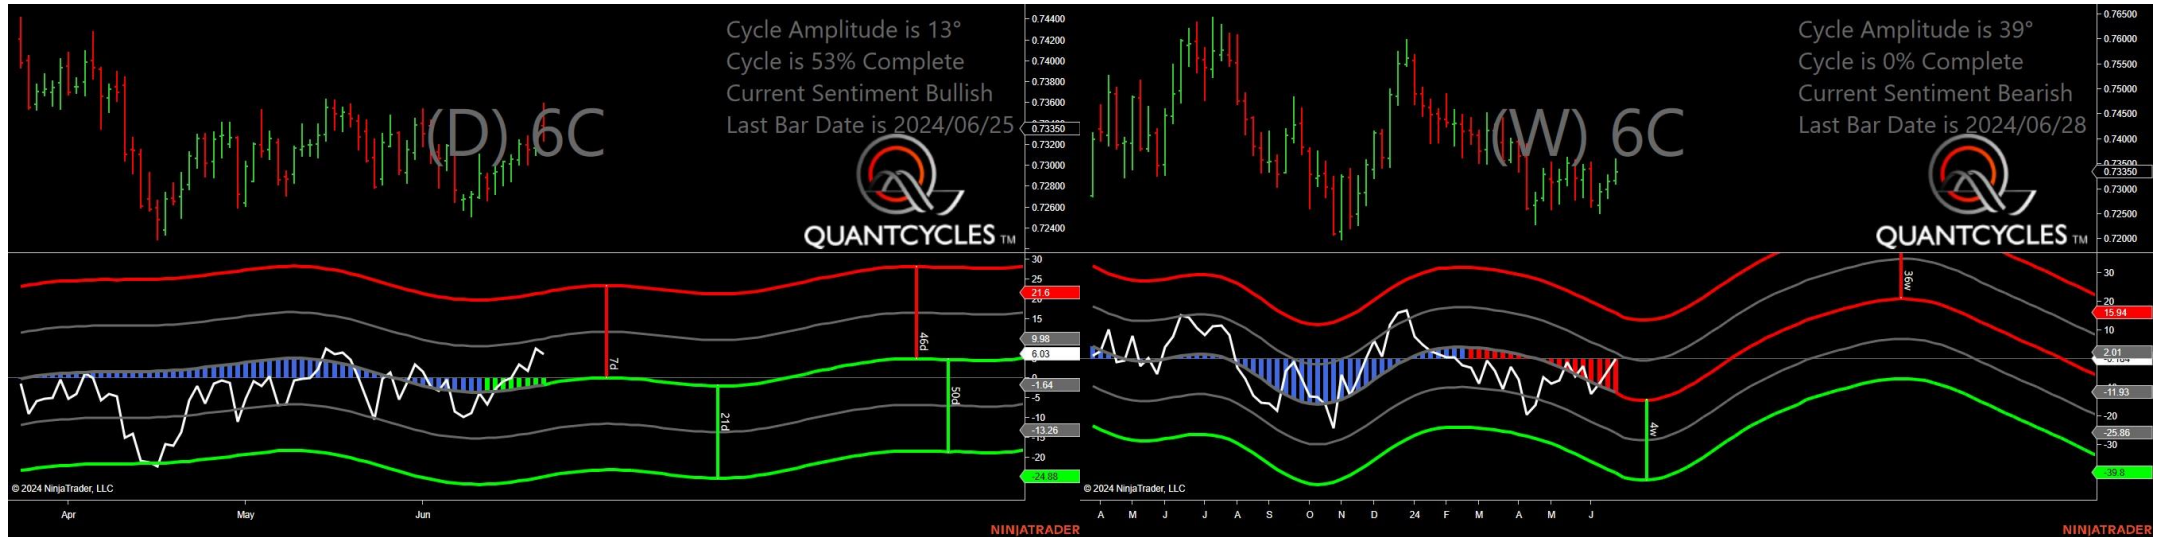 Cycle Amplitude is 13°
Cycle is 53% Complete
Current Sentiment Bullish
Last Bar Date is 2024/06/25
(D) 6C
QUANTCYCLES TM
0.74400
0.74200
0.74000
0.73800
0.73600
0.73350
0.73200
0.73000
0.72800
0.72600
0.72400
30
25
21.6
15
9.98
6.03
-1.64
-5
-10
-13.26
-20
-24.88
7d
21d
46d
50d
© 2024 NinjaTrader, LLC
Apr May Jun
NINJATRADER
Cycle Amplitude is 39°
Cycle is 0% Complete
Current Sentiment Bearish
Last Bar Date is 2024/06/28
(W) 6C
QUANTCYCLES TM
0.76500
0.76000
0.75500
0.75000
0.74500
0.74000
0.73350
0.73000
0.72500
0.72000
30
20
15.94
10
2.01
-11.93
-20
-25.86
-30
-39.8
4w
36w
© 2024 NinjaTrader, LLC
A M J J A S O N D 24 F M A M J
NINJATRADER